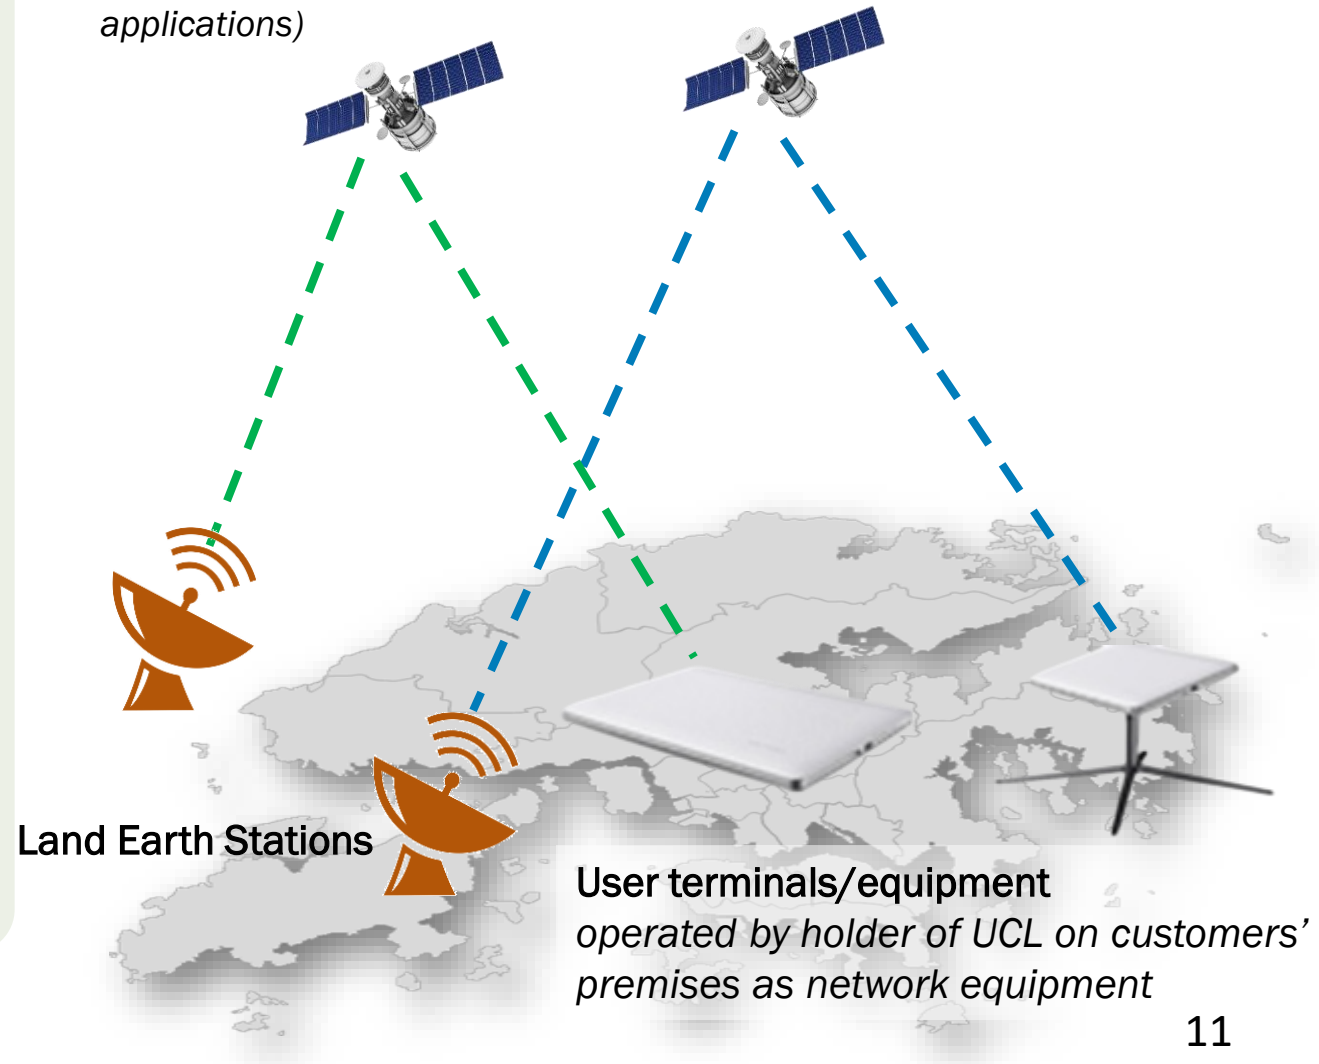 applications)
Land Earth Stations
User terminals/equipment
operated by holder of UCL on customers’
premises as network equipment
11